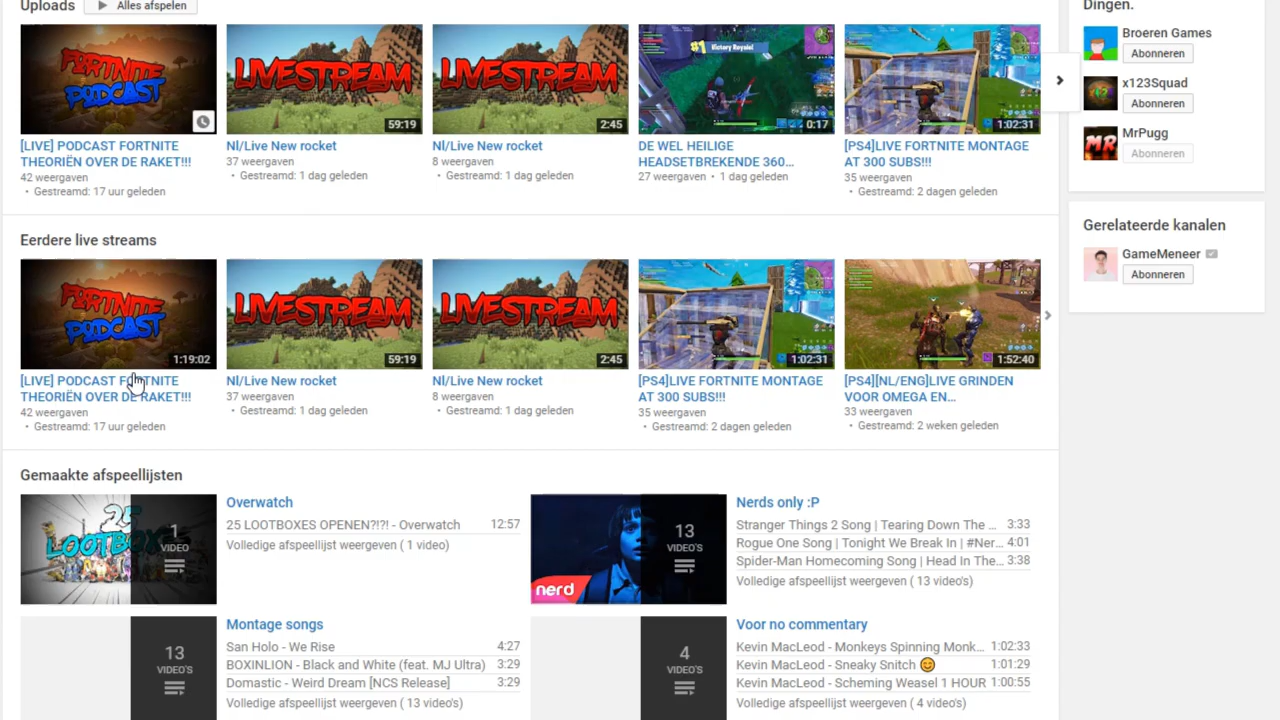 Uploads
Alles afspelen
FORTNITE
PODCAST
LIVESTREAM
59:19
LIVESTREAM
2:45
#1 Victory Royale!
0:17
1:02:31
[LIVE] PODCAST FORTNITE
THEORIËN OVER DE RAKET!!!
42 weergaven
• Gestreamd: 17 uur geleden
Nl/Live New rocket
37 weergaven
• Gestreamd: 1 dag geleden
Nl/Live New rocket
8 weergaven
• Gestreamd: 1 dag geleden
DE WEL HEILIGE
HEADSETBREKENDE 360...
27 weergaven • 1 dag geleden
[PS4]LIVE FORTNITE MONTAGE
AT 300 SUBS!!!
35 weergaven
• Gestreamd: 2 dagen geleden
Eerdere live streams
FORTNITE
PODCAST
1:19:02
LIVESTREAM
59:19
LIVESTREAM
2:45
1:02:31
1:52:40
[LIVE] PODCAST FORTNITE
THEORIËN OVER DE RAKET!!!
42 weergaven
• Gestreamd: 17 uur geleden
Nl/Live New rocket
37 weergaven
• Gestreamd: 1 dag geleden
Nl/Live New rocket
8 weergaven
• Gestreamd: 1 dag geleden
[PS4]LIVE FORTNITE MONTAGE
AT 300 SUBS!!!
35 weergaven
• Gestreamd: 2 dagen geleden
[PS4][NL/ENG]LIVE GRINDEN
VOOR OMEGA EN...
33 weergaven
• Gestreamd: 2 weken geleden
Gemaakte afspeellijsten
25
LOOTBOX
1
VIDEO
Overwatch
25 LOOTBOXES OPENEN?!?! - Overwatch 12:57
Volledige afspeellijst weergeven ( 1 video)
nerd
13
VIDEO'S
Nerds only :P
Stranger Things 2 Song | Tearing Down The ... 3:33
Rogue One Song | Tonight We Break In | #Ner... 4:01
Spider-Man Homecoming Song | Head In The... 3:38
Volledige afspeellijst weergeven ( 13 video's)
13
VIDEO'S
Montage songs
San Holo - We Rise 4:27
BOXINLION - Black and White (feat. MJ Ultra) 3:29
Domastic - Weird Dream [NCS Release] 3:29
Volledige afspeellijst weergeven ( 13 video's)
4
VIDEO'S
Voor no commentary
Kevin MacLeod - Monkeys Spinning Monk... 1:02:33
Kevin MacLeod - Sneaky Snitch 😊 1:01:29
Kevin MacLeod - Scheming Weasel 1 HOUR 1:00:55
Volledige afspeellijst weergeven ( 4 video's)
Dingen.
Broeren Games
Abonneren
x123Squad
Abonneren
MR
MrPugg
Abonneren
Gerelateerde kanalen
GameMeneer
Abonneren